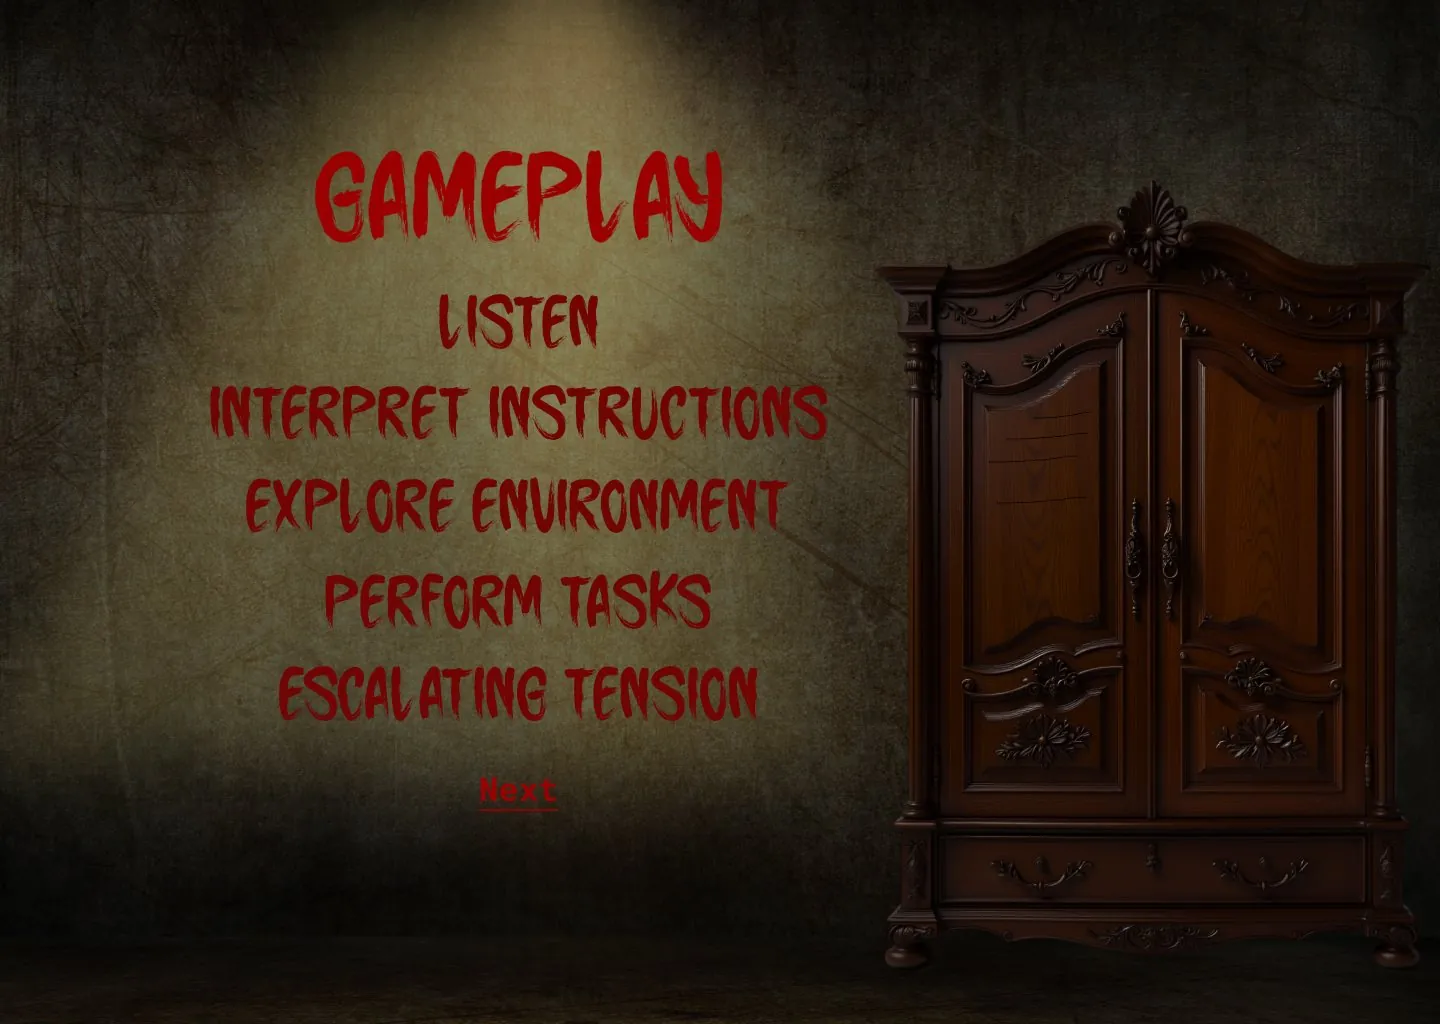 GAMEPLAY
LISTEN
INTERPRET INSTRUCTIONS
EXPLORE ENVIRONMENT
PERFORM TASKS
ESCALATING TENSION
Next